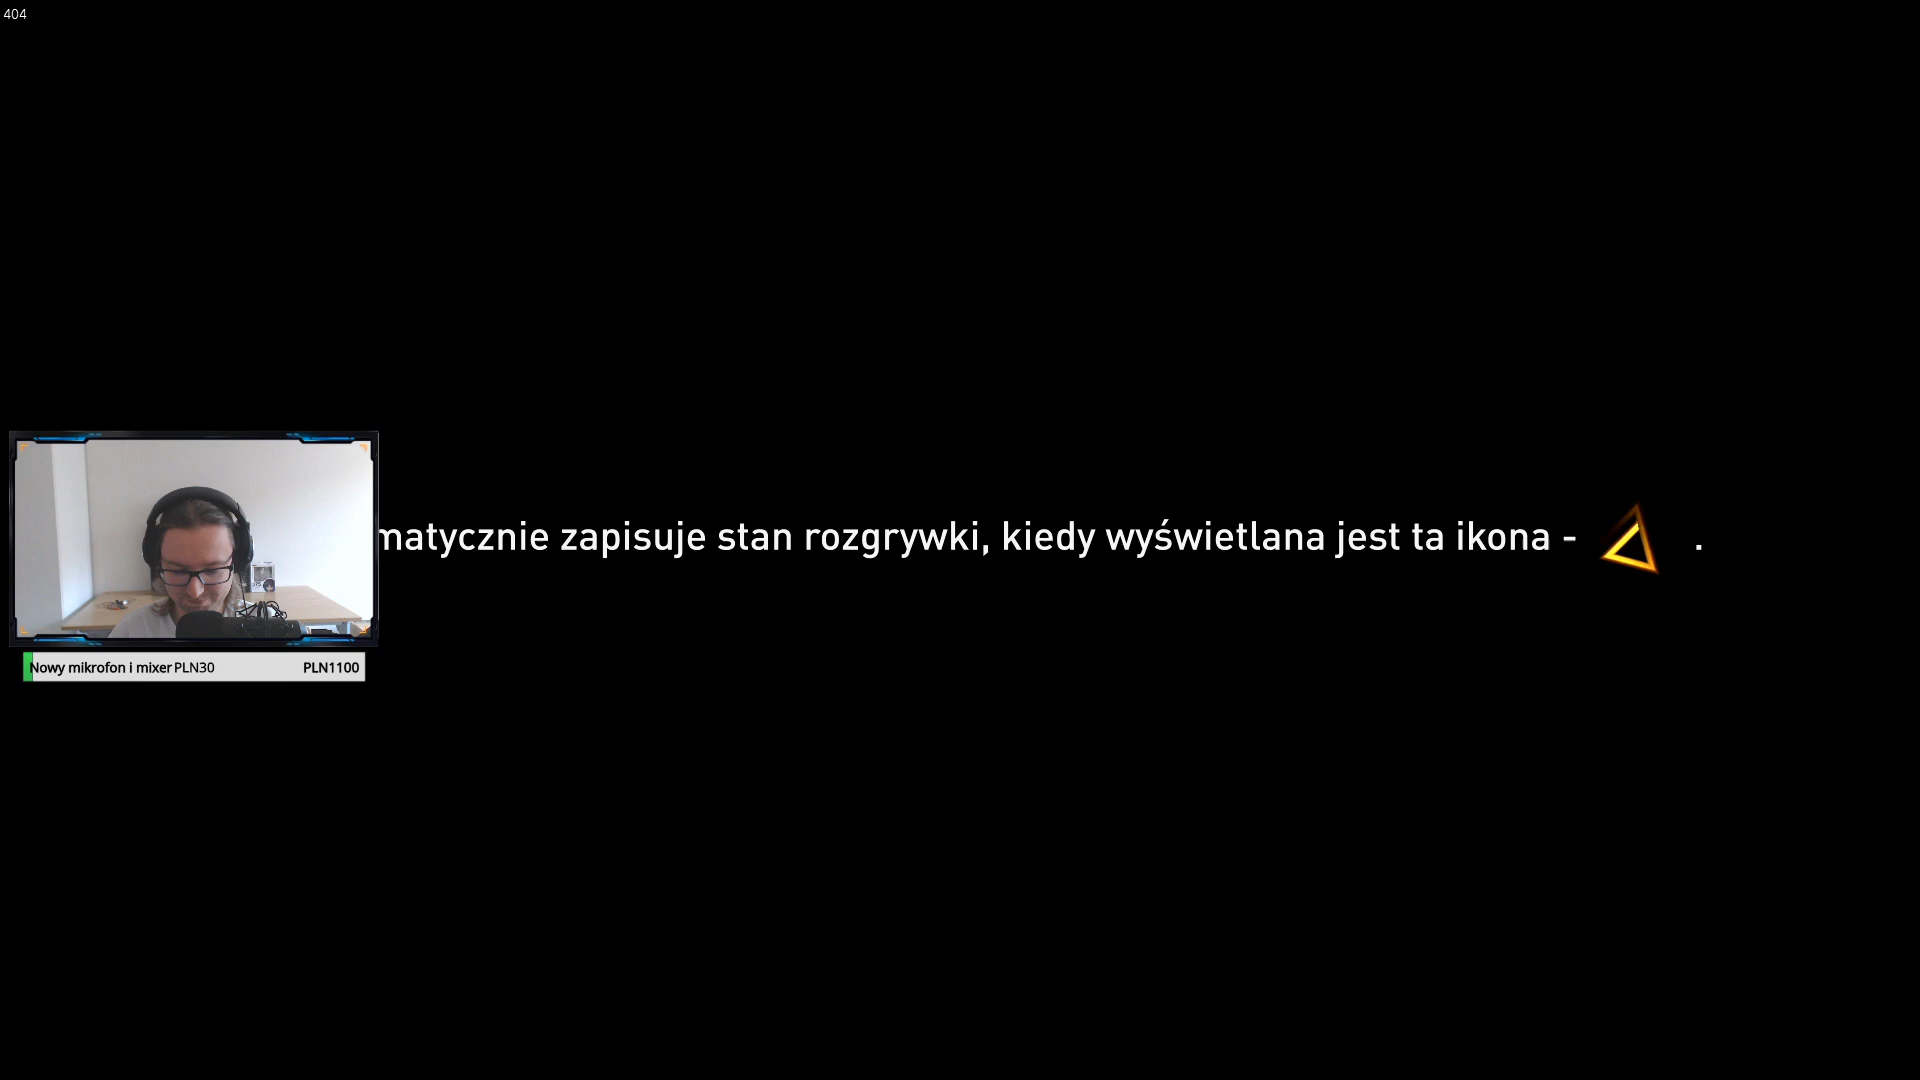 404
matycznie zapisuje stan rozgrywki, kiedy wyświetlana jest ta ikona - .
Nowy mikrofon i mixer PLN30 PLN1100